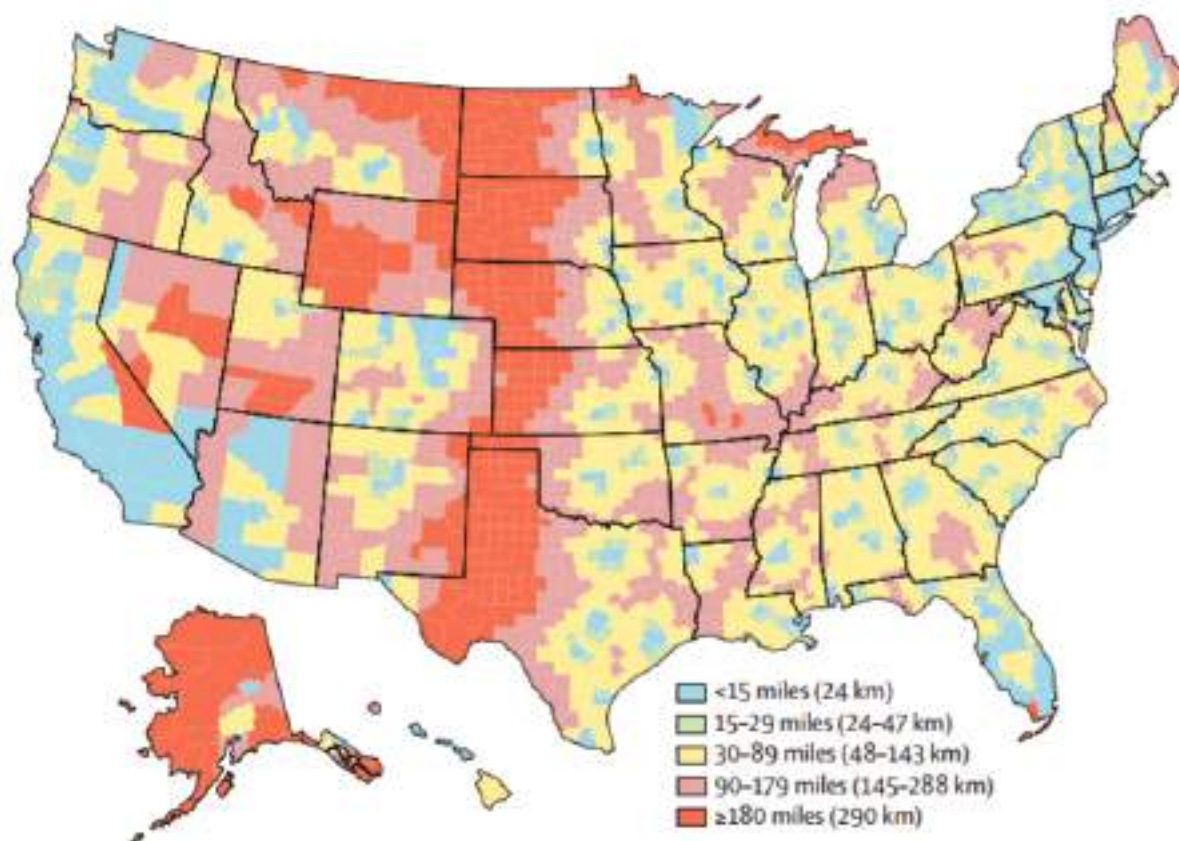 <15 miles (24 km)
15–29 miles (24–47 km)
30–89 miles (48–143 km)
90–179 miles (145–288 km)
≥180 miles (290 km)